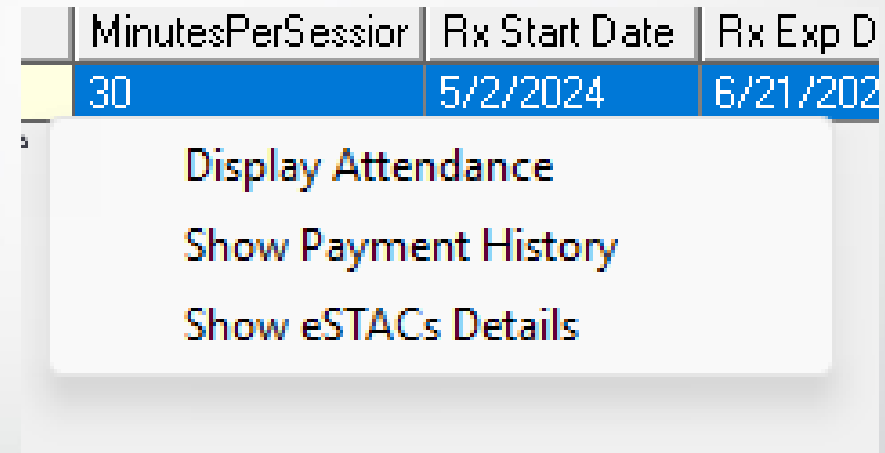 MinutesPerSession Rx Start Date Rx Exp D
30 5/2/2024 6/21/202
Display Attendance
Show Payment History
Show eSTACs Details